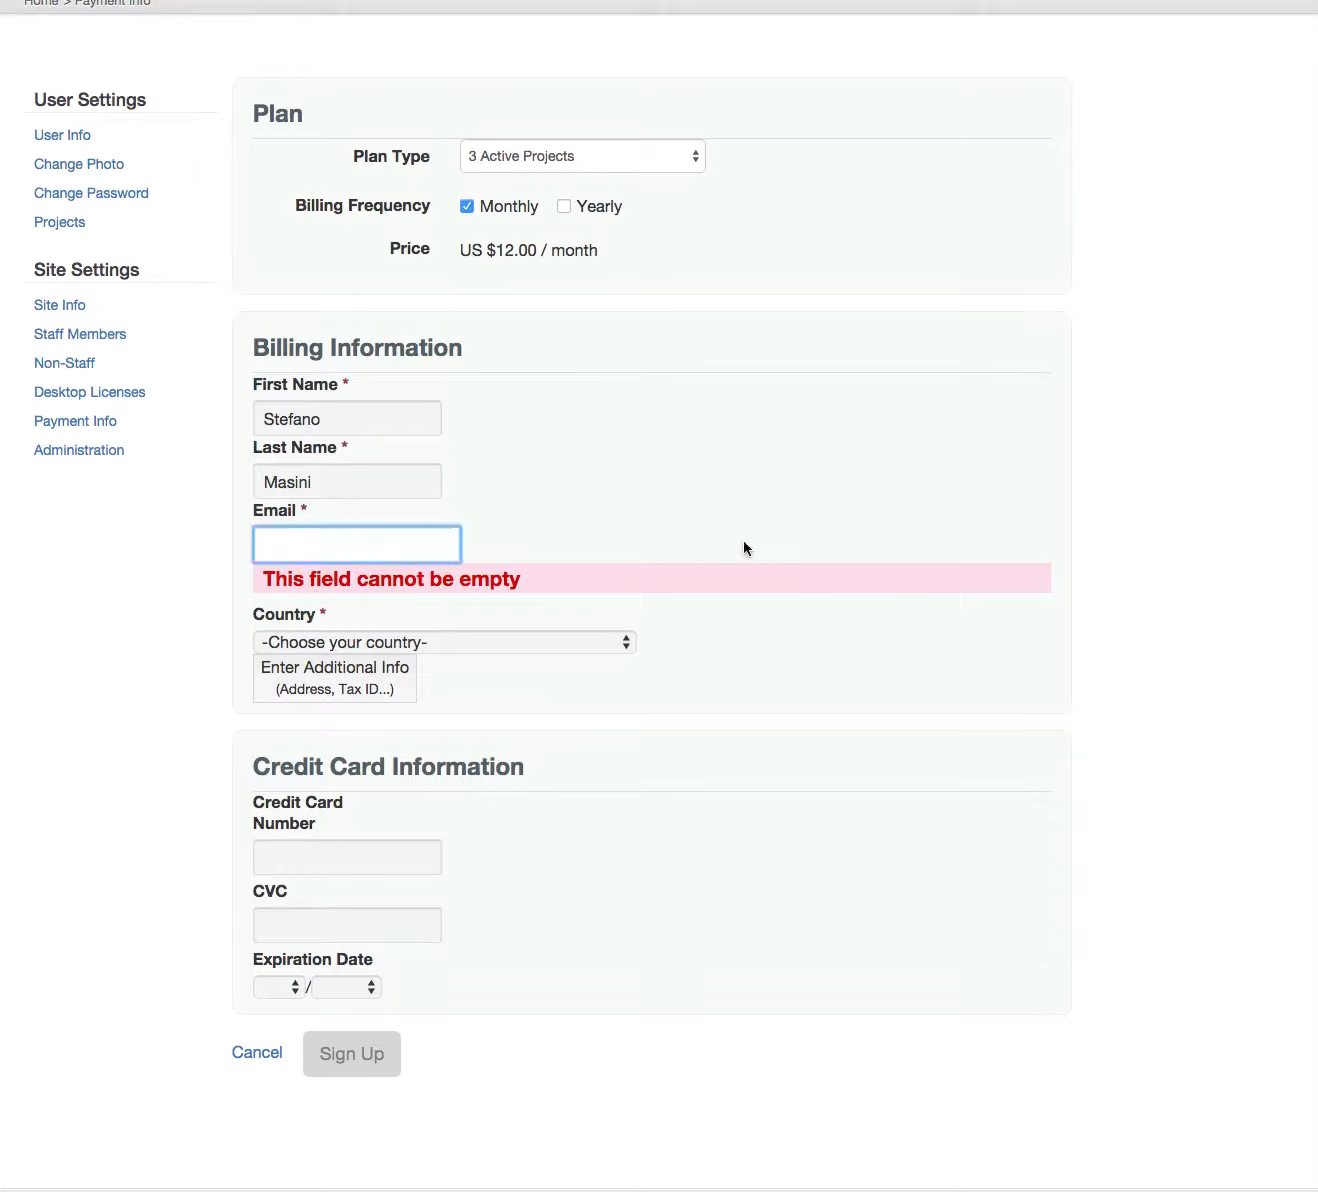 Home > Payment Info
User Settings
User Info
Change Photo
Change Password
Projects
Site Settings
Site Info
Staff Members
Non-Staff
Desktop Licenses
Payment Info
Administration
Plan
Plan Type 3 Active Projects
Billing Frequency Monthly Yearly
Price US $12.00 / month
Billing Information
First Name *
Stefano
Last Name *
Masini
Email *
This field cannot be empty
Country *
-Choose your country-
Enter Additional Info
(Address, Tax ID...)
Credit Card Information
Credit Card
Number
CVC
Expiration Date
/
Cancel Sign Up